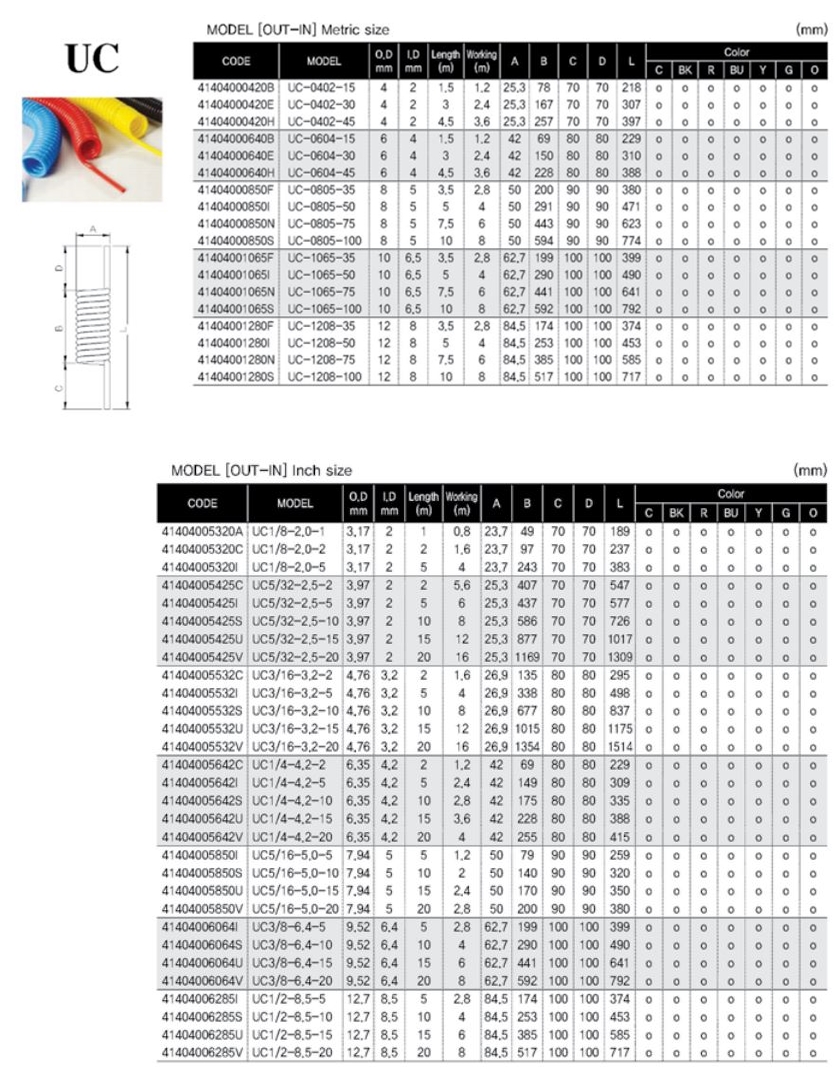 MODEL [OUT-IN] Metric size (mm)
UC
CODE MODEL O,D mm I,D mm Length (m) Working (m) A B C D L Color
C BK R BU Y G O
41404000420B UC-0402-15 4 2 1,5 1,2 25,3 78 70 70 218 o o o o o o o
41404000420E UC-0402-30 4 2 3 2,4 25,3 167 70 70 307 o o o o o o o
41404000420H UC-0402-45 4 2 4,5 3,6 25,3 257 70 70 397 o o o o o o o
41404000640B UC-0604-15 6 4 1,5 1,2 42 69 80 80 229 o o o o o o o
41404000640E UC-0604-30 6 4 3 2,4 42 150 80 80 310 o o o o o o o
41404000640H UC-0604-45 6 4 4,5 3,6 42 228 80 80 388 o o o o o o o
41404000850F UC-0805-35 8 5 3,5 2,8 50 200 90 90 380 o o o o o o o
41404000850I UC-0805-50 8 5 5 4 50 291 90 90 471 o o o o o o o
41404000850N UC-0805-75 8 5 7,5 6 50 443 90 90 623 o o o o o o o
41404000850S UC-0805-100 8 5 10 8 50 594 90 90 774 o o o o o o o
41404001065F UC-1065-35 10 6,5 3,5 2,8 62,7 199 100 100 399 o o o o o o o
41404001065I UC-1065-50 10 6,5 5 4 62,7 290 100 100 490 o o o o o o o
41404001065N UC-1065-75 10 6,5 7,5 6 62,7 441 100 100 641 o o o o o o o
41404001065S UC-1065-100 10 6,5 10 8 62,7 592 100 100 792 o o o o o o o
41404001280F UC-1208-35 12 8 3,5 2,8 84,5 174 100 100 374 o o o o o o o
41404001280I UC-1208-50 12 8 5 4 84,5 253 100 100 453 o o o o o o o
41404001280N UC-1208-75 12 8 7,5 6 84,5 385 100 100 585 o o o o o o o
41404001280S UC-1208-100 12 8 10 8 84,5 517 100 100 717 o o o o o o o
A
D
B
L
C
MODEL [OUT-IN] Inch size (mm)
CODE MODEL O,D mm I,D mm Length (m) Working (m) A B C D L Color
C BK R BU Y G O
41404005320A UC1/8-2,0-1 3,17 2 1 0,8 23,7 49 70 70 189 o o o o o o o
41404005320C UC1/8-2,0-2 3,17 2 2 1,6 23,7 97 70 70 237 o o o o o o o
41404005320I UC1/8-2,0-5 3,17 2 5 4 23,7 243 70 70 383 o o o o o o o
41404005425C UC5/32-2,5-2 3,97 2 2 5,6 25,3 407 70 70 547 o o o o o o o
41404005425I UC5/32-2,5-5 3,97 2 5 6 25,3 437 70 70 577 o o o o o o o
41404005425S UC5/32-2,5-10 3,97 2 10 8 25,3 586 70 70 726 o o o o o o o
41404005425U UC5/32-2,5-15 3,97 2 15 12 25,3 877 70 70 1017 o o o o o o o
41404005425V UC5/32-2,5-20 3,97 2 20 16 25,3 1169 70 70 1309 o o o o o o o
41404005532C UC3/16-3,2-2 4,76 3,2 2 1,6 26,9 135 80 80 295 o o o o o o o
41404005532I UC3/16-3,2-5 4,76 3,2 5 4 26,9 338 80 80 498 o o o o o o o
41404005532S UC3/16-3,2-10 4,76 3,2 10 8 26,9 677 80 80 837 o o o o o o o
41404005532U UC3/16-3,2-15 4,76 3,2 15 12 26,9 1015 80 80 1175 o o o o o o o
41404005532V UC3/16-3,2-20 4,76 3,2 20 16 26,9 1354 80 80 1514 o o o o o o o
41404005642C UC1/4-4,2-2 6,35 4,2 2 1,2 42 69 80 80 229 o o o o o o o
41404005642I UC1/4-4,2-5 6,35 4,2 5 2,4 42 149 80 80 309 o o o o o o o
41404005642S UC1/4-4,2-10 6,35 4,2 10 2,8 42 175 80 80 335 o o o o o o o
41404005642U UC1/4-4,2-15 6,35 4,2 15 3,6 42 228 80 80 388 o o o o o o o
41404005642V UC1/4-4,2-20 6,35 4,2 20 4 42 255 80 80 415 o o o o o o o
41404005850I UC5/16-5,0-5 7,94 5 5 1,2 50 79 90 90 259 o o o o o o o
41404005850S UC5/16-5,0-10 7,94 5 10 2 50 140 90 90 320 o o o o o o o
41404005850U UC5/16-5,0-15 7,94 5 15 2,4 50 170 90 90 350 o o o o o o o
41404005850V UC5/16-5,0-20 7,94 5 20 2,8 50 200 90 90 380 o o o o o o o
41404006064I UC3/8-6,4-5 9,52 6,4 5 2,8 62,7 199 100 100 399 o o o o o o o
41404006064S UC3/8-6,4-10 9,52 6,4 10 4 62,7 290 100 100 490 o o o o o o o
41404006064U UC3/8-6,4-15 9,52 6,4 15 6 62,7 441 100 100 641 o o o o o o o
41404006064V UC3/8-6,4-20 9,52 6,4 20 8 62,7 592 100 100 792 o o o o o o o
41404006285I UC1/2-8,5-5 12,7 8,5 5 2,8 84,5 174 100 100 374 o o o o o o o
41404006285S UC1/2-8,5-10 12,7 8,5 10 4 84,5 253 100 100 453 o o o o o o o
41404006285U UC1/2-8,5-15 12,7 8,5 15 6 84,5 385 100 100 585 o o o o o o o
41404006285V UC1/2-8,5-20 12,7 8,5 20 8 84,5 517 100 100 717 o o o o o o o